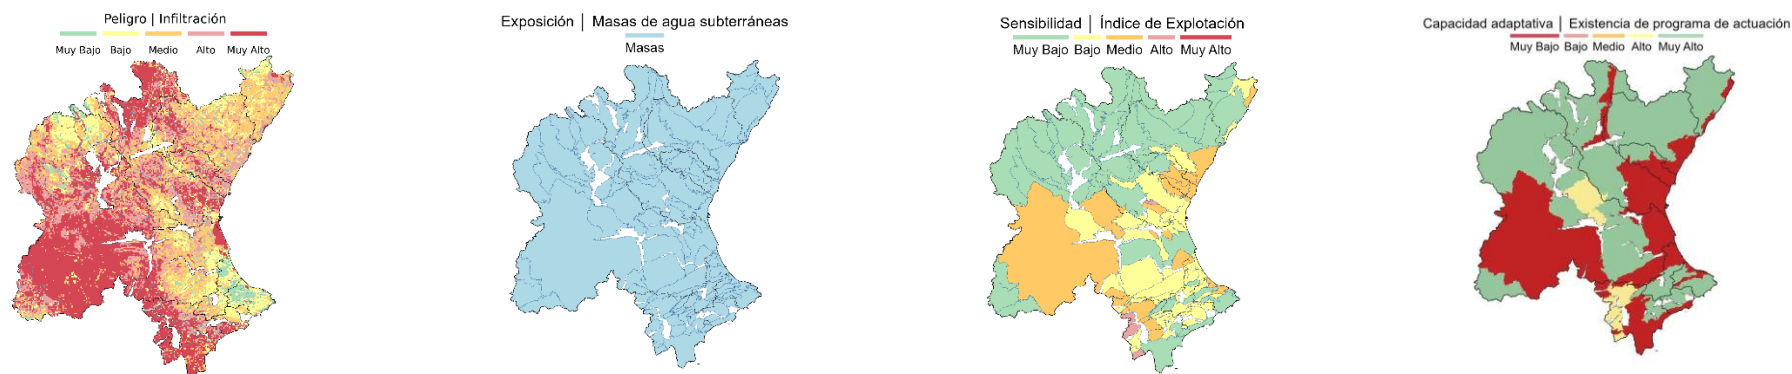 Peligro | Infiltración
Muy Bajo Bajo Medio Alto Muy Alto
Exposición | Masas de agua subterráneas
Masas
Sensibilidad | Índice de Explotación
Muy Bajo Bajo Medio Alto Muy Alto
Capacidad adaptativa | Existencia de programa de actuación
Muy Bajo Bajo Medio Alto Muy Alto